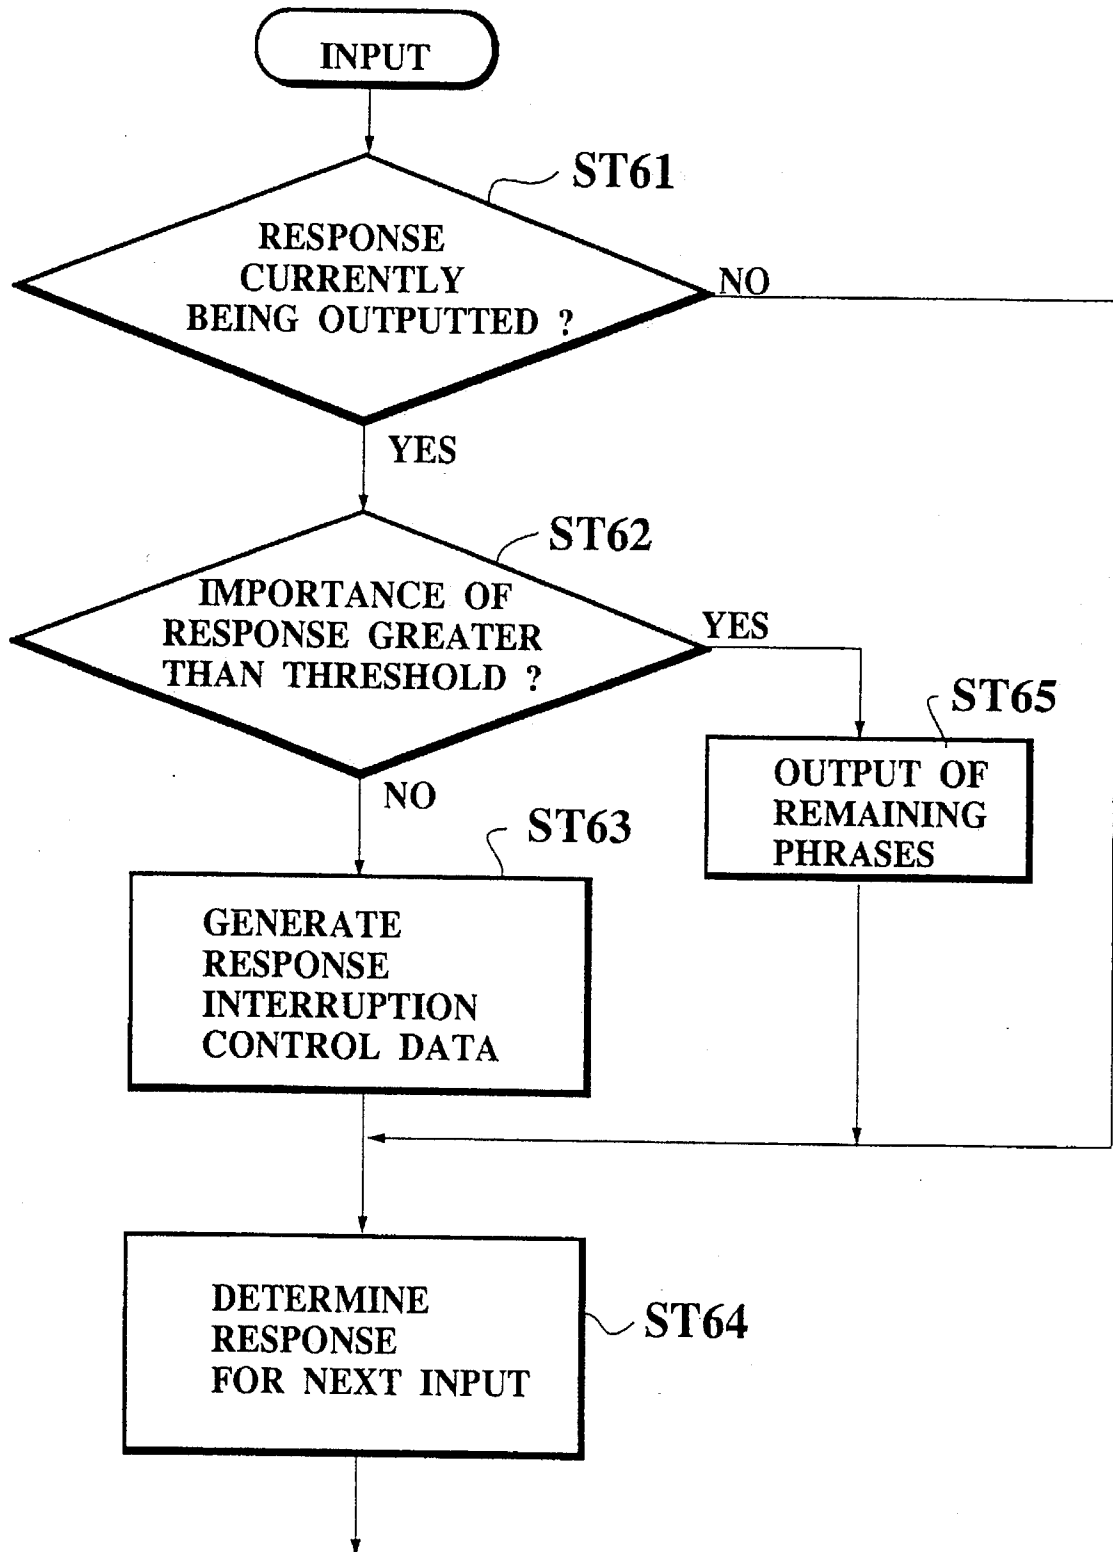 INPUT
ST61
RESPONSE
CURRENTLY
BEING OUTPUTTED ?
NO
YES
ST62
IMPORTANCE OF
RESPONSE GREATER
THAN THRESHOLD ?
YES
ST65
OUTPUT OF
REMAINING
PHRASES
NO
ST63
GENERATE
RESPONSE
INTERRUPTION
CONTROL DATA
DETERMINE
RESPONSE
FOR NEXT INPUT
ST64